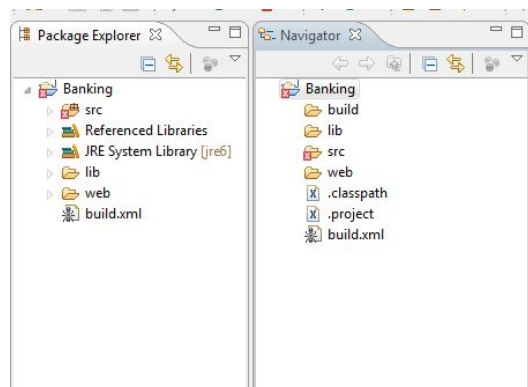 Package Explorer
Banking
src
Referenced Libraries
JRE System Library [jre6]
lib
web
build.xml
Navigator
Banking
build
lib
src
web
.classpath
.project
build.xml